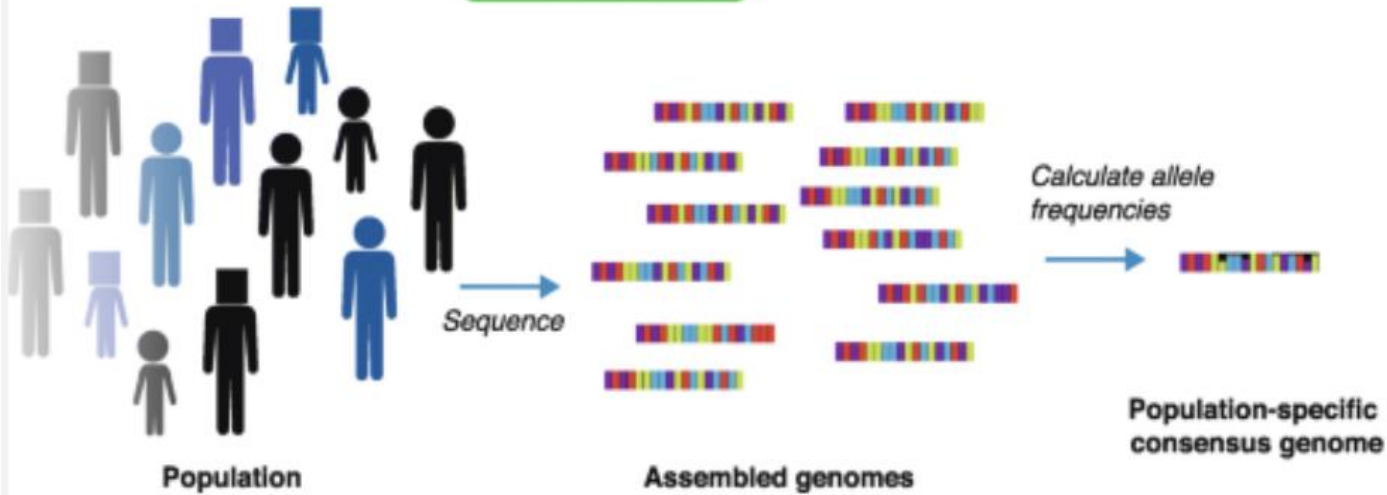 Sequence
Calculate allele
frequencies
Population
Assembled genomes
Population-specific
consensus genome